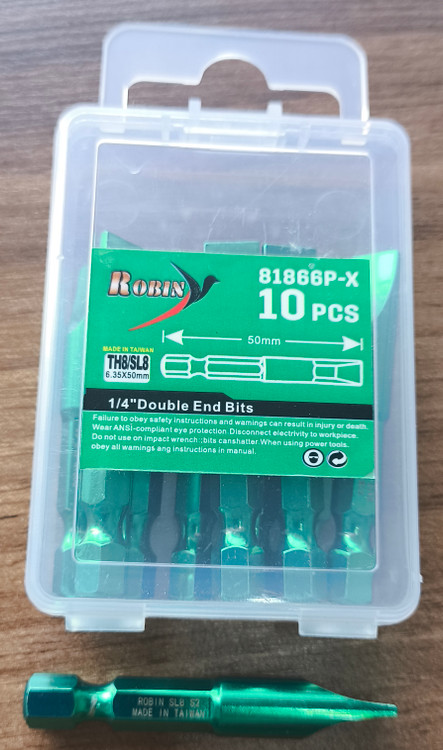 ROBIN
81866P-X
10 PCS
50mm
MADE IN TAIWAN
TH8/SL8
6.35X50mm
1/4"Double End Bits
Failure to obey safety instructions and warnings can result in injury or death.
Wear ANSI-compliant eye protection.Disconnect electrivity to workpiece.
Do not use on impact wrench :;bits canshatter.When using power tools.
obey all warnings ang instructions in manual.
ROBIN SL8 S2
MADE IN TAIWAN